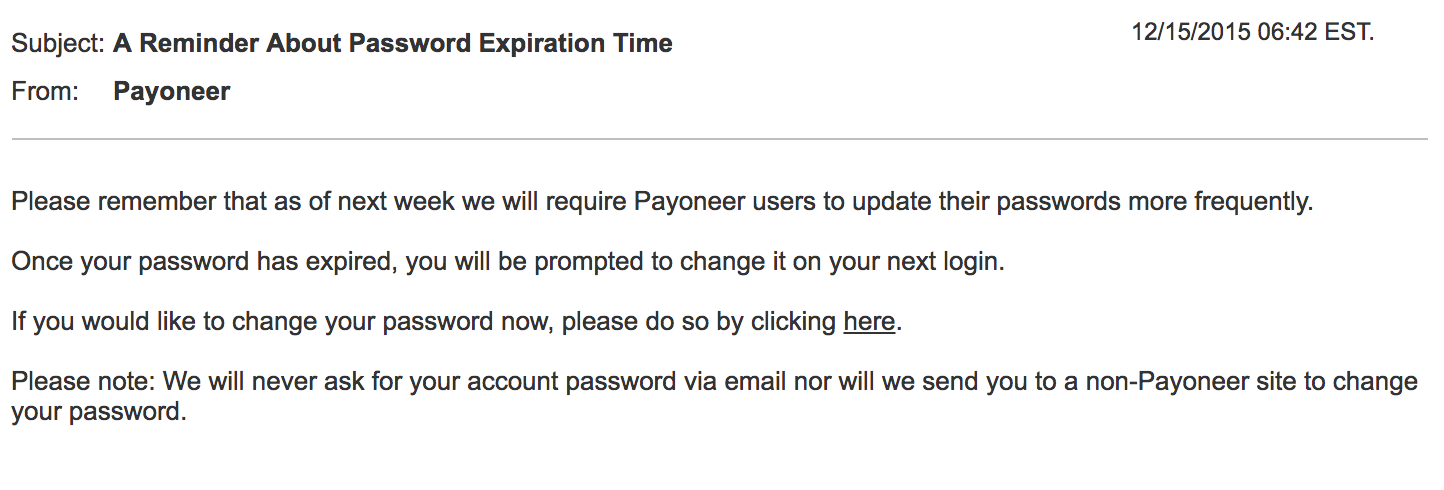 12/15/2015 06:42 EST.
Subject: A Reminder About Password Expiration Time
From: Payoneer
Please remember that as of next week we will require Payoneer users to update their passwords more frequently.
Once your password has expired, you will be prompted to change it on your next login.
If you would like to change your password now, please do so by clicking here.
Please note: We will never ask for your account password via email nor will we send you to a non-Payoneer site to change
your password.